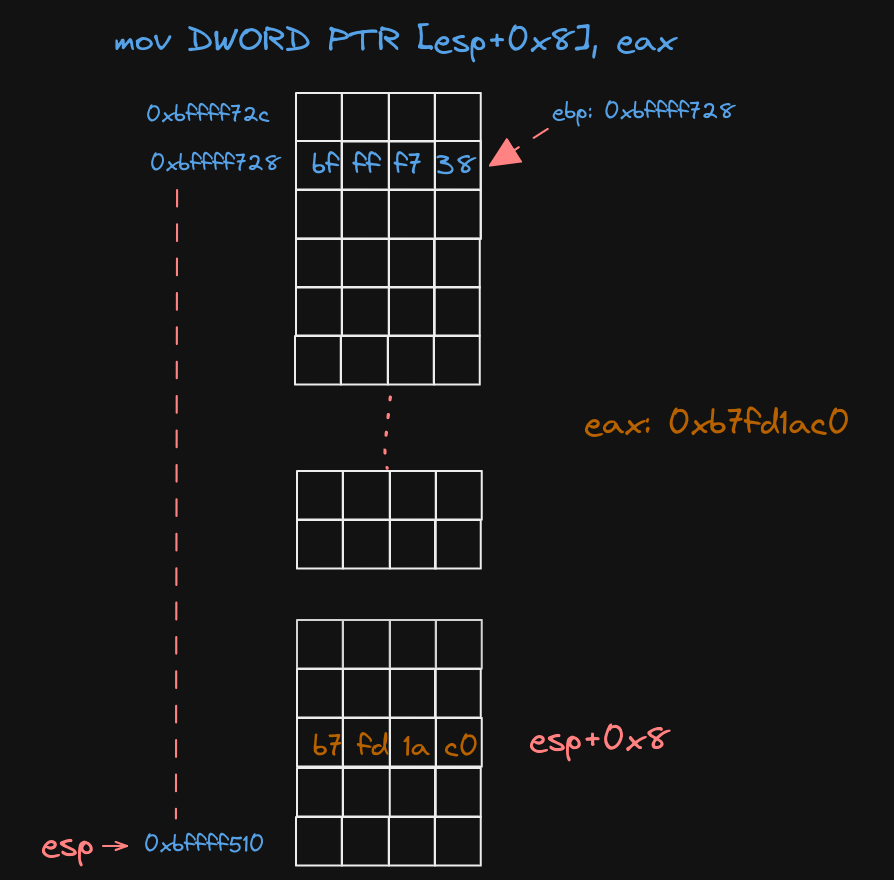 mov DWORD PTR [esp+0x8], eax
0xbffff72c
ebp: 0xbffff728
0xbffff728
bf ff f7 38
eax: 0xb7fd1ac0
b7 fd 1a c0
esp+0x8
esp → 0xbffff510